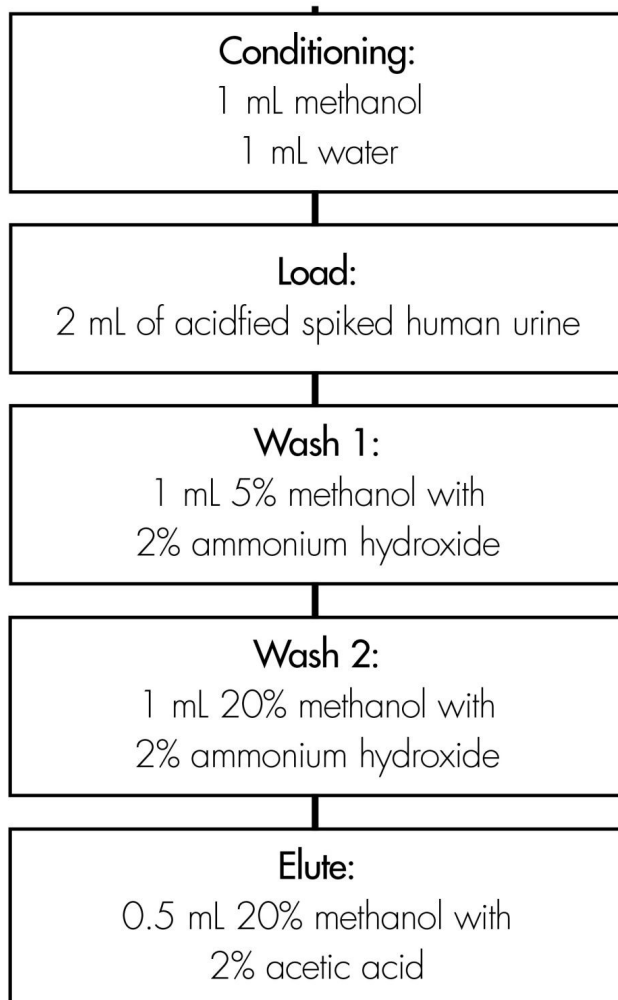 Conditioning:
1 mL methanol
1 mL water
Load:
2 mL of acidfied spiked human urine
Wash 1:
1 mL 5% methanol with
2% ammonium hydroxide
Wash 2:
1 mL 20% methanol with
2% ammonium hydroxide
Elute:
0.5 mL 20% methanol with
2% acetic acid